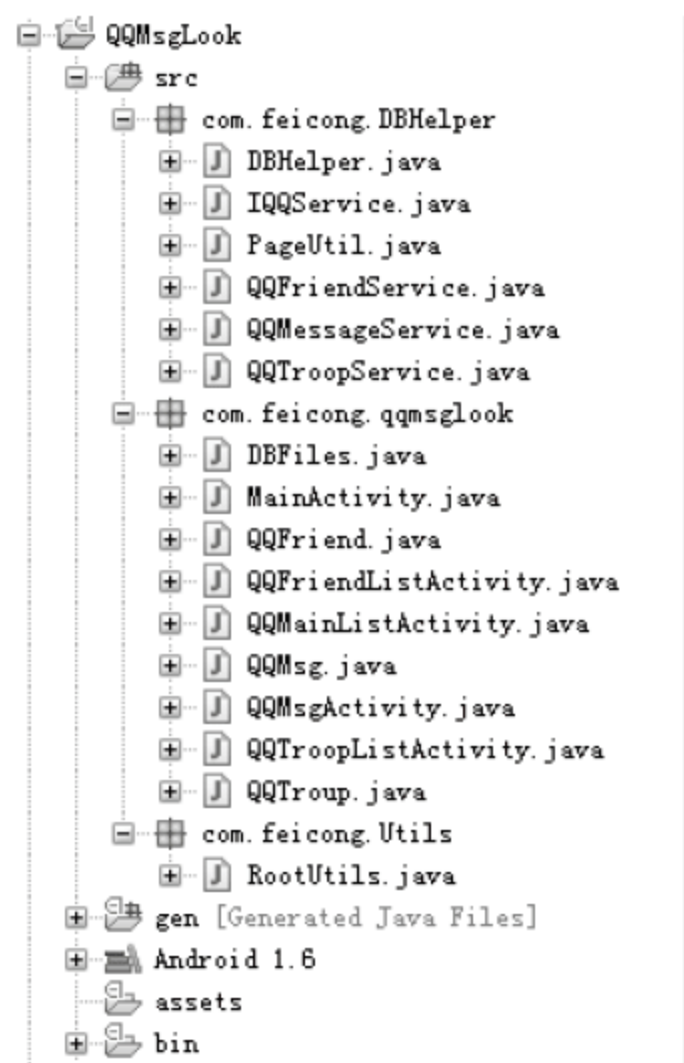 QQMsgLook
src
com.feicong.DBHelper
DBHelper.java
IQQService.java
PageUtil.java
QQFriendService.java
QQMessageService.java
QQTroopService.java
com.feicong.qqmsglook
DBFiles.java
MainActivity.java
QQFriend.java
QQFriendListActivity.java
QQMainListActivity.java
QQMsg.java
QQMsgActivity.java
QQTroopListActivity.java
QQTroup.java
com.feicong.Utils
RootUtils.java
gen [Generated Java Files]
Android 1.6
assets
bin